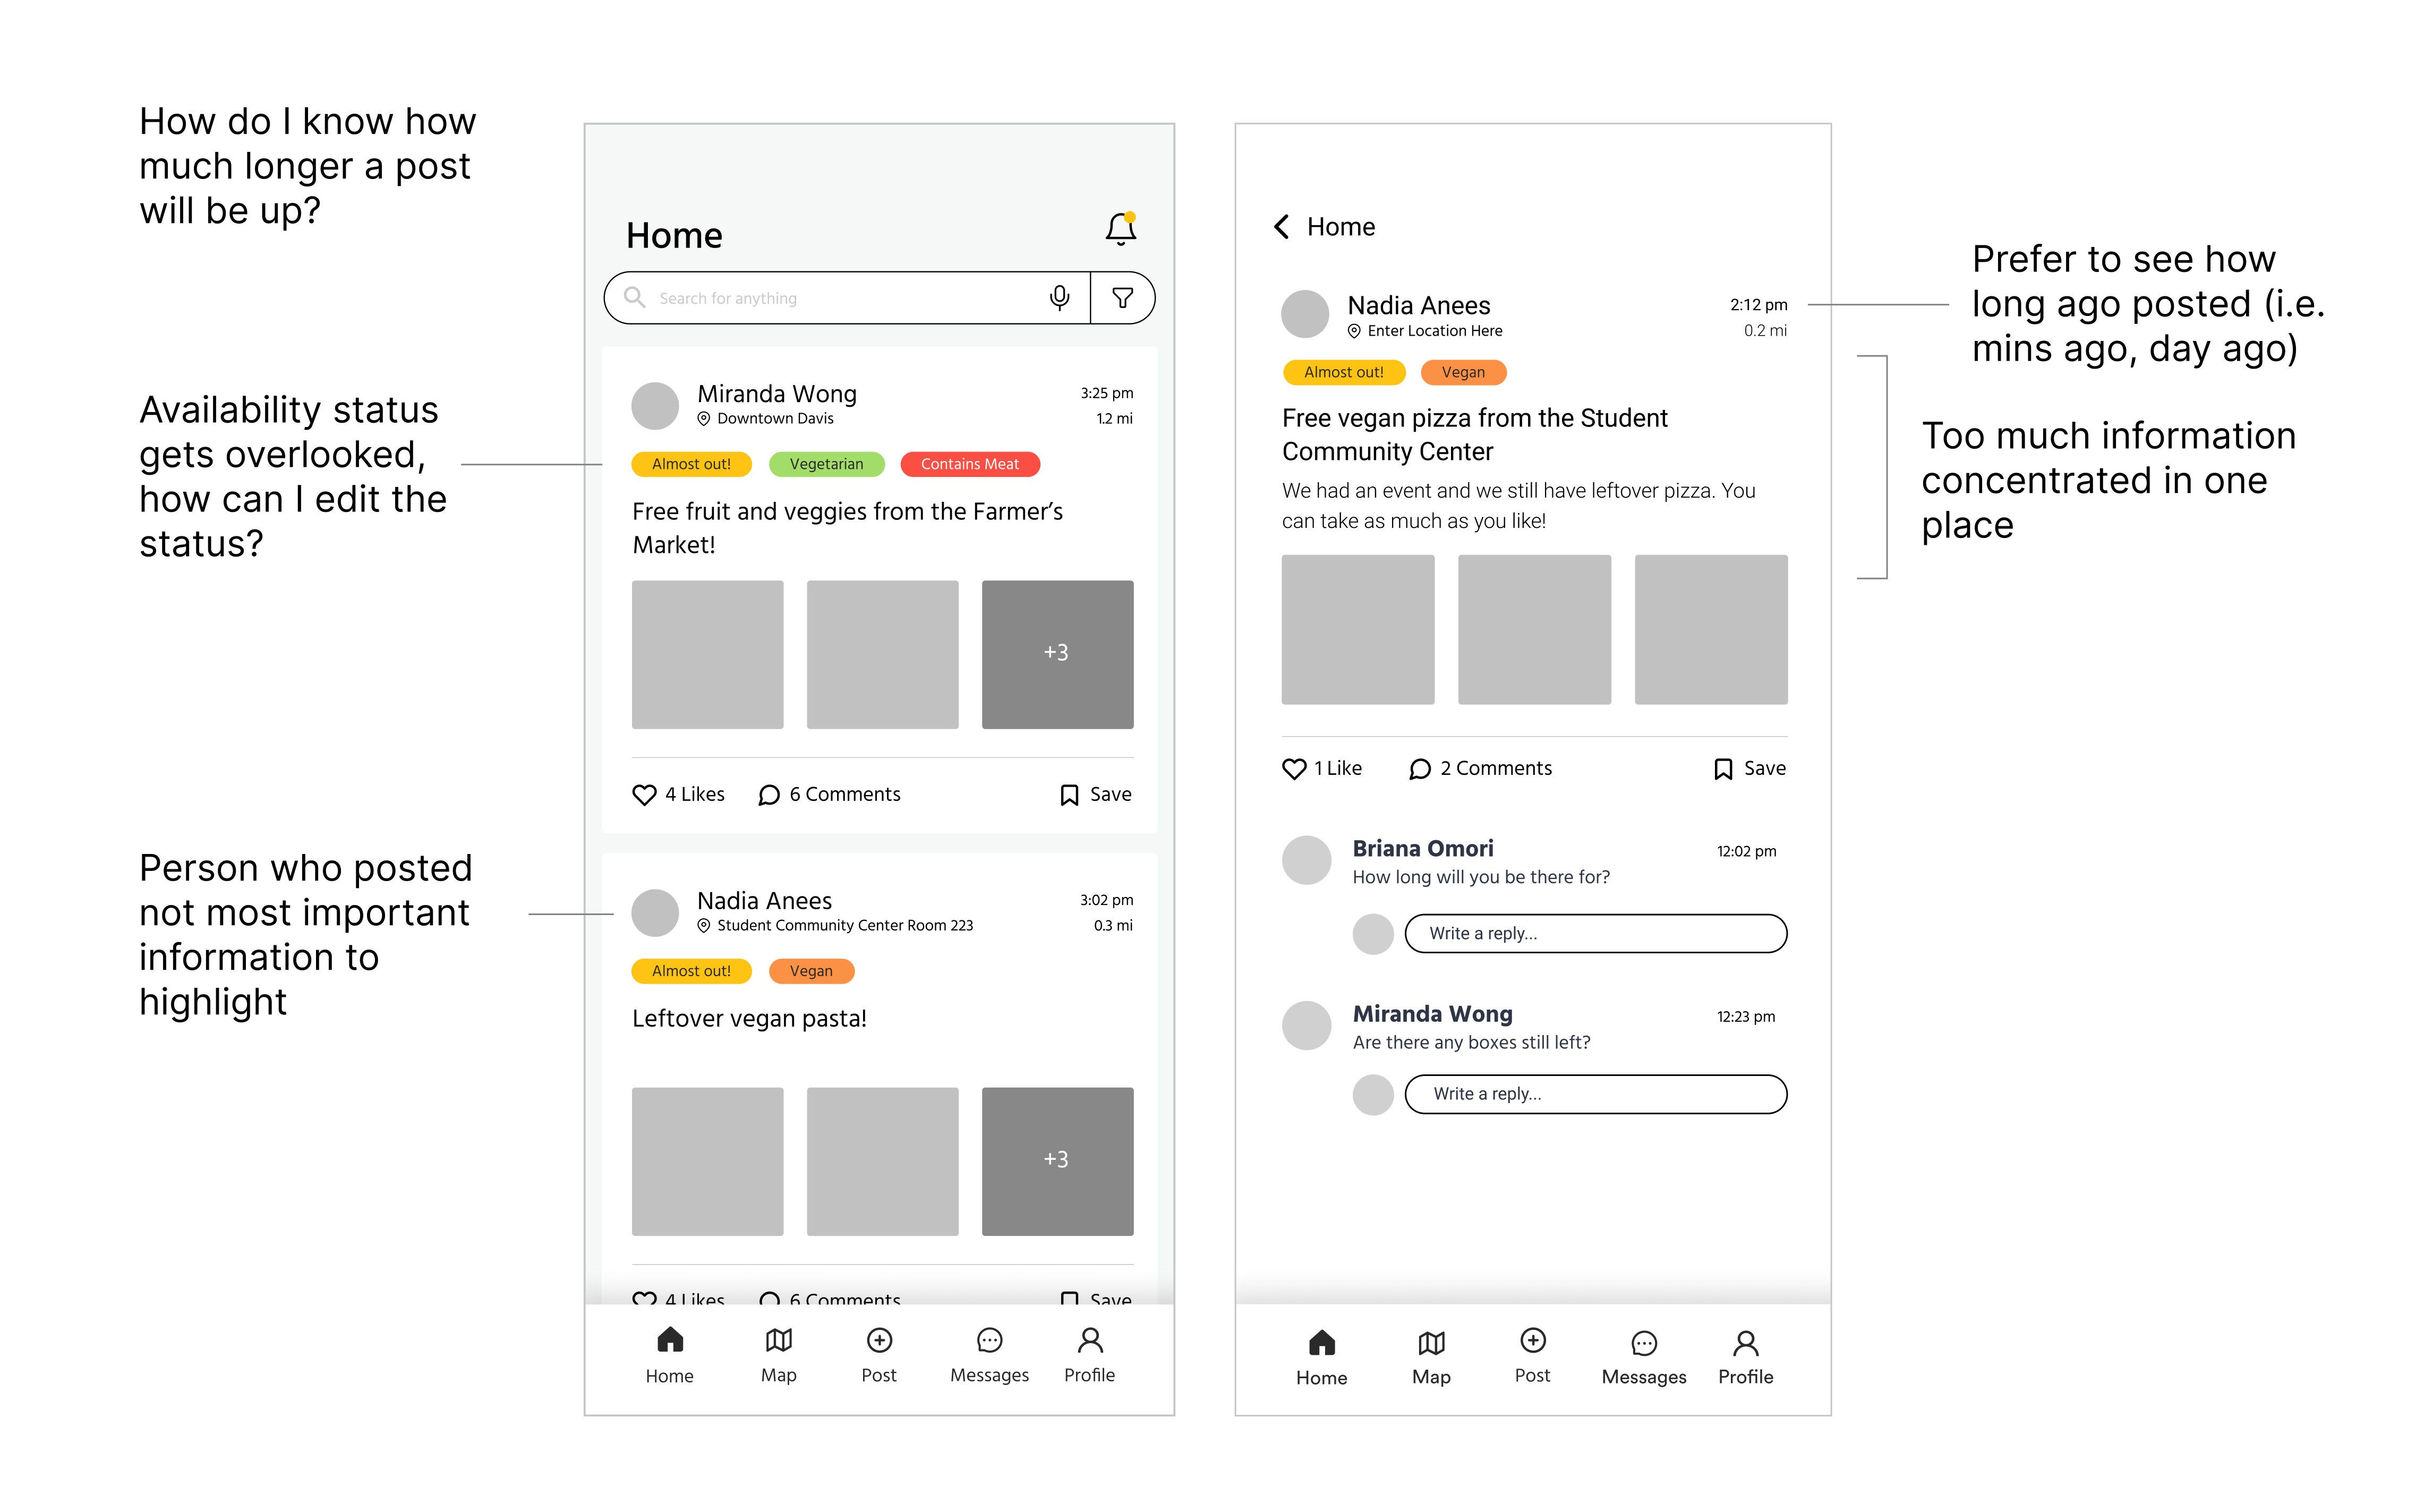 How do I know how
much longer a post
will be up?
Availability status
gets overlooked,
how can I edit the
status?
Person who posted
not most important
information to
highlight
Home
Search for anything
Miranda Wong
3:25 pm
Downtown Davis
1.2 mi
Almost out!
Vegetarian
Contains Meat
Free fruit and veggies from the Farmer’s
Market!
+3
4 Likes
6 Comments
Save
Nadia Anees
3:02 pm
Student Community Center Room 223
0.3 mi
Almost out!
Vegan
Leftover vegan pasta!
+3
4 Likes
6 Comments
Save
Home
Map
Post
Messages
Profile
Home
Nadia Anees
2:12 pm
Enter Location Here
0.2 mi
Almost out!
Vegan
Free vegan pizza from the Student
Community Center
We had an event and we still have leftover pizza. You
can take as much as you like!
1 Like
2 Comments
Save
Briana Omori
12:02 pm
How long will you be there for?
Write a reply...
Miranda Wong
12:23 pm
Are there any boxes still left?
Write a reply...
Home
Map
Post
Messages
Profile
Prefer to see how
long ago posted (i.e.
mins ago, day ago)
Too much information
concentrated in one
place